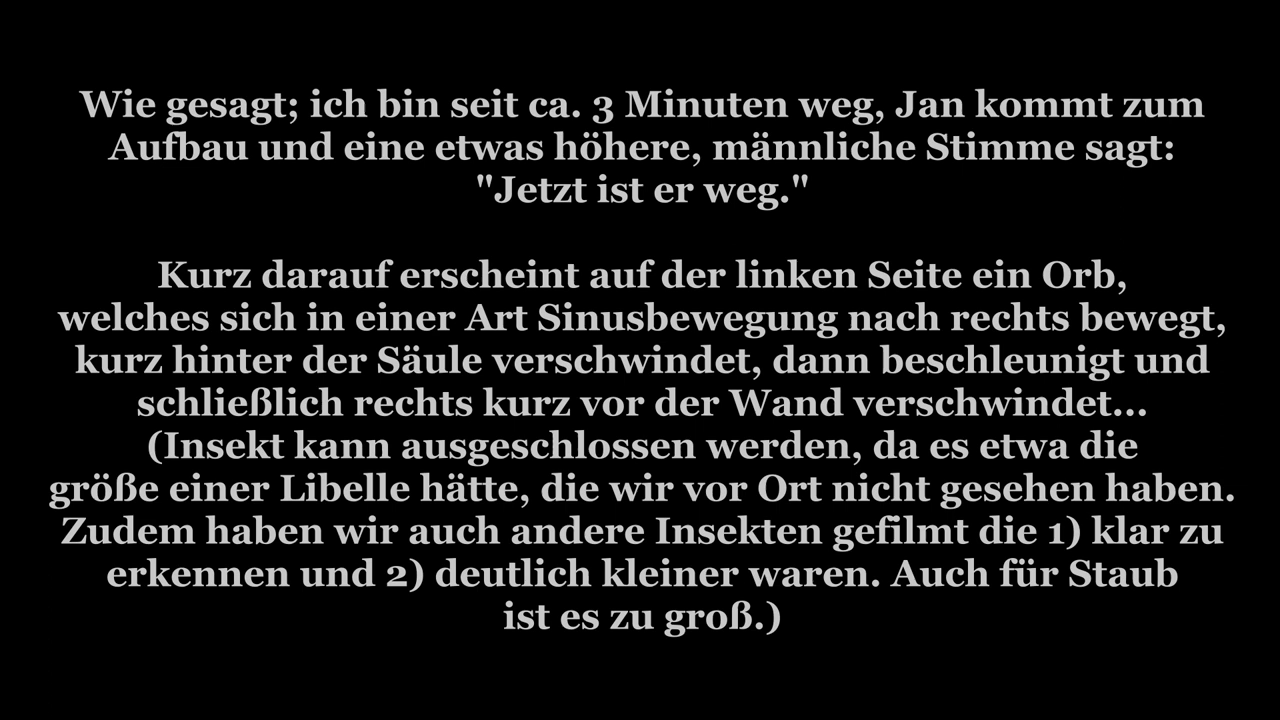 Wie gesagt; ich bin seit ca. 3 Minuten weg, Jan kommt zum
Aufbau und eine etwas höhere, männliche Stimme sagt:
"Jetzt ist er weg."
Kurz darauf erscheint auf der linken Seite ein Orb,
welches sich in einer Art Sinusbewegung nach rechts bewegt,
kurz hinter der Säule verschwindet, dann beschleunigt und
schließlich rechts kurz vor der Wand verschwindet...
(Insekt kann ausgeschlossen werden, da es etwa die
größe einer Libelle hätte, die wir vor Ort nicht gesehen haben.
Zudem haben wir auch andere Insekten gefilmt die 1) klar zu
erkennen und 2) deutlich kleiner waren. Auch für Staub
ist es zu groß.)